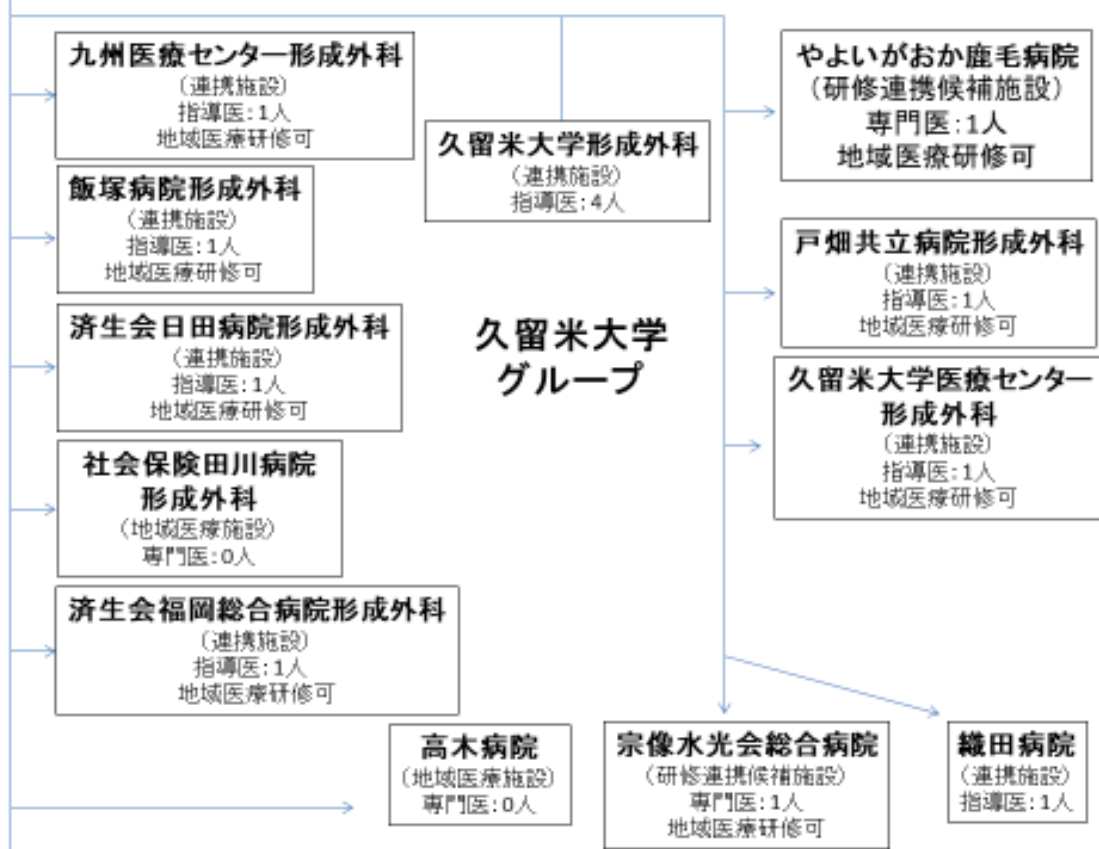 九州医療センター形成外科
(連携施設)
指導医:1人
地域医療研修可
飯塚病院形成外科
(連携施設)
指導医:1人
地域医療研修可
済生会日田病院形成外科
(連携施設)
指導医:1人
地域医療研修可
社会保険田川病院
形成外科
(地域医療施設)
専門医:0人
済生会福岡総合病院形成外科
(連携施設)
指導医:1人
地域医療研修可
久留米大学形成外科
(連携施設)
指導医:4人
久留米大学
グループ
やよいがおか鹿毛病院
(研修連携候補施設)
専門医:1人
地域医療研修可
戸畑共立病院形成外科
(連携施設)
指導医:1人
地域医療研修可
久留米大学医療センター
形成外科
(連携施設)
指導医:1人
地域医療研修可
高木病院
(地域医療施設)
専門医:0人
宗像水光会総合病院
(研修連携候補施設)
専門医:1人
地域医療研修可
織田病院
(連携施設)
指導医:1人